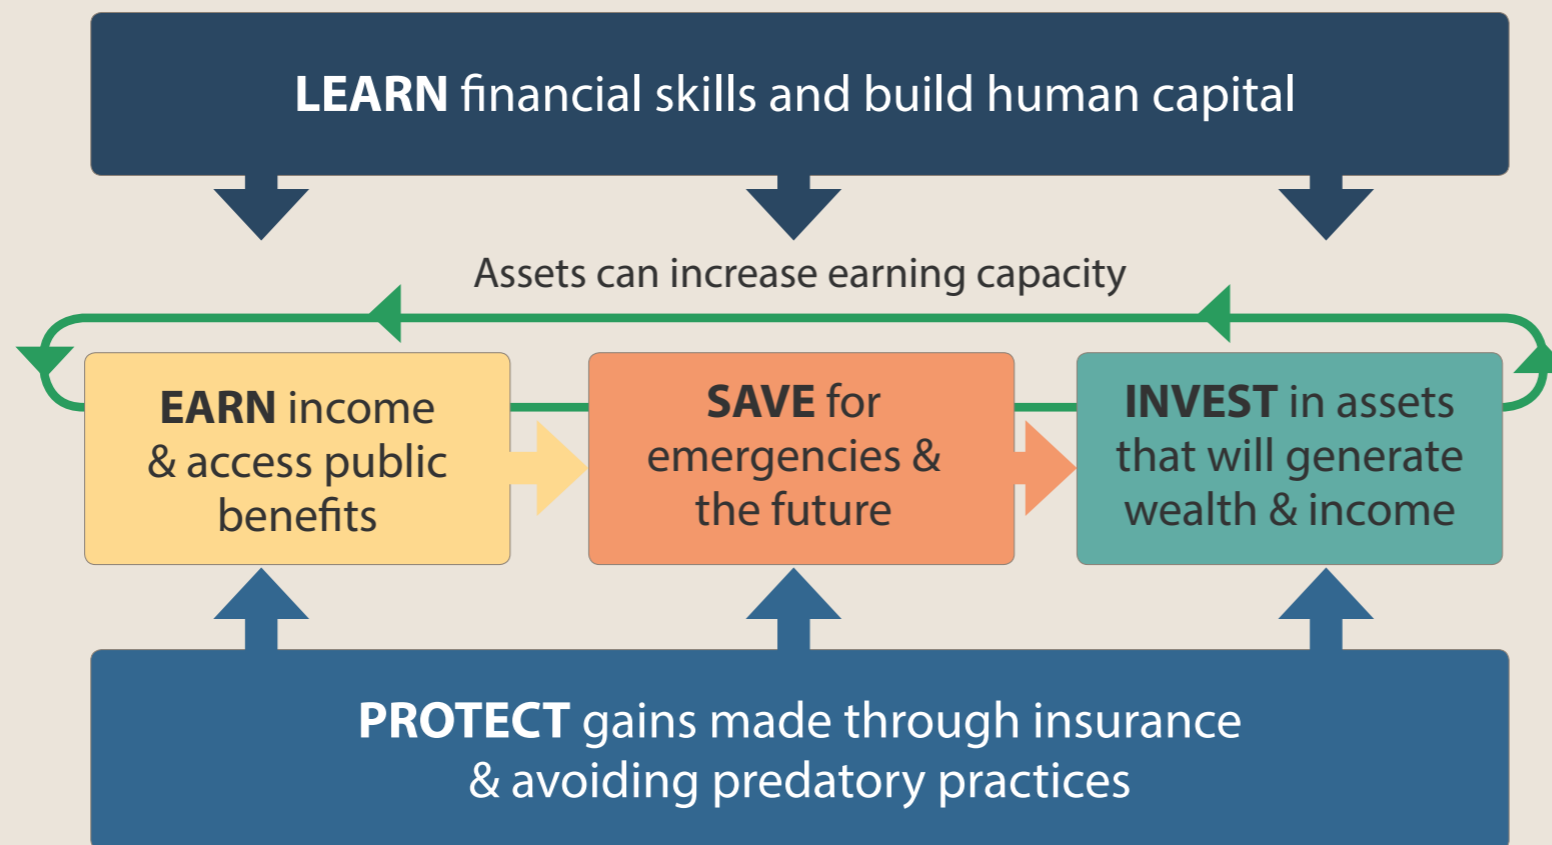 LEARN financial skills and build human capital
Assets can increase earning capacity
EARN income
& access public
benefits
SAVE for
emergencies &
the future
INVEST in assets
that will generate
wealth & income
PROTECT gains made through insurance
& avoiding predatory practices